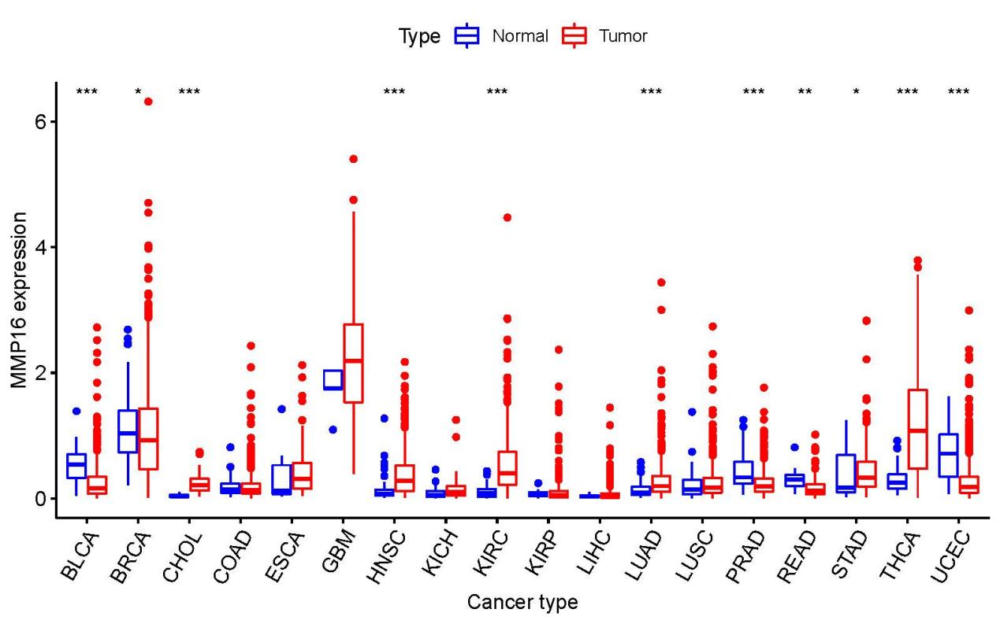 Type Normal Tumor
*** * *** *** *** *** *** ** * *** ***
6
4
2
0
MMP16 expression
BLCA BRCA CHOL COAD ESCA GBM HNSC KICH KIRC KIRP LIHC LUAD LUSC PRAD READ STAD THCA UCEC
Cancer type